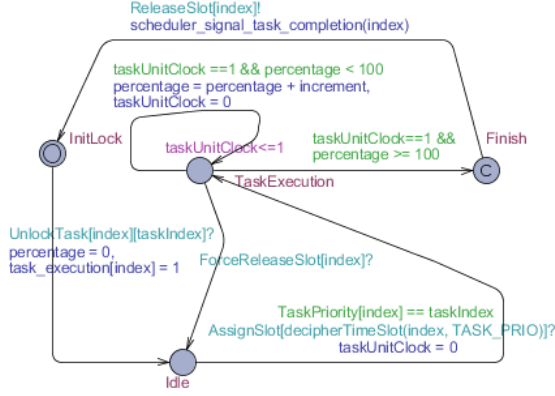 ReleaseSlot[index]!
scheduler_signal_task_completion(index)
taskUnitClock ==1 && percentage < 100
percentage = percentage + increment,
taskUnitClock = 0
InitLock
taskUnitClock<=1
taskUnitClock==1 &&
percentage >= 100
Finish
C
TaskExecution
UnlockTask[index][taskIndex]?
percentage = 0,
task_execution[index] = 1
ForceReleaseSlot[index]?
TaskPriority[index] == taskIndex
AssignSlot[decipherTimeSlot(index, TASK_PRIO)]?
taskUnitClock = 0
Idle